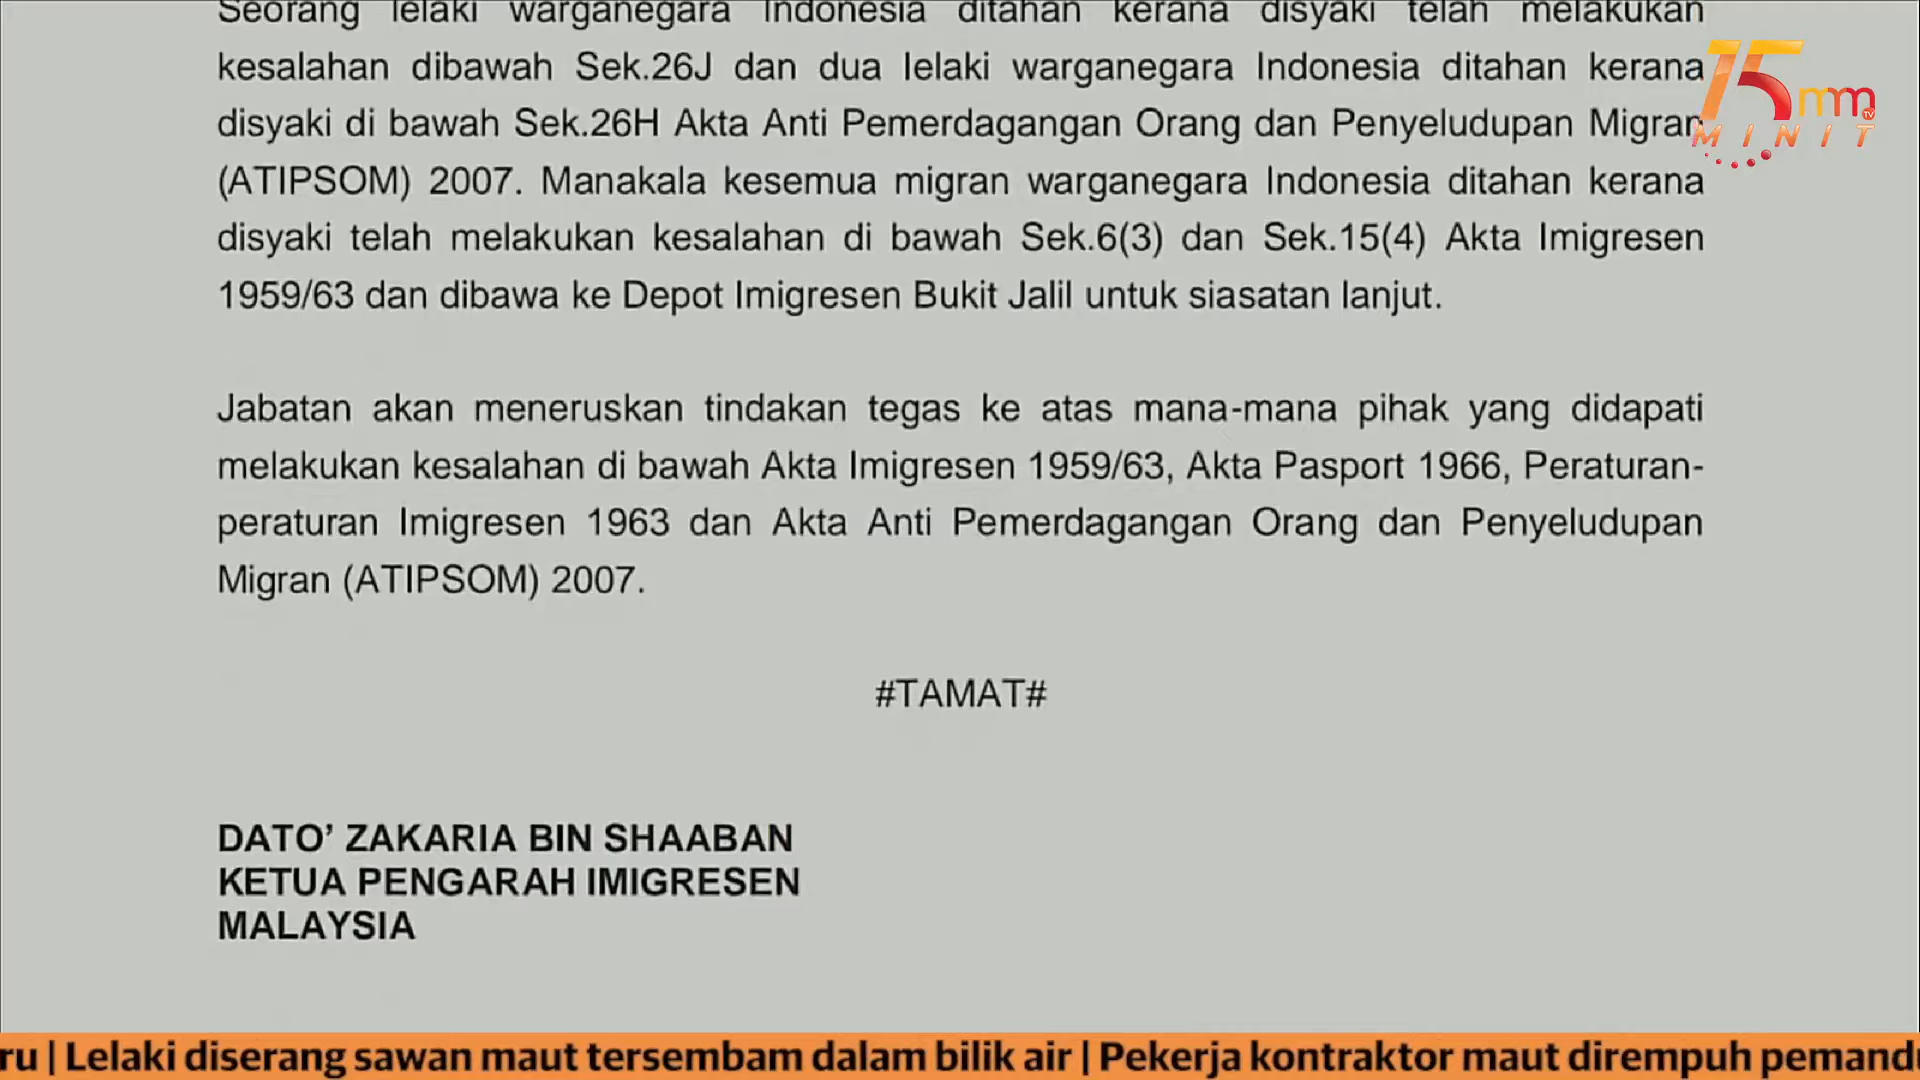 Seorang lelaki warganegara Indonesia ditahan kerana disyaki telah melakukan
kesalahan dibawah Sek.26J dan dua lelaki warganegara Indonesia ditahan kerana
disyaki di bawah Sek.26H Akta Anti Pemerdagangan Orang dan Penyeludupan Migran
(ATIPSOM) 2007. Manakala kesemua migran warganegara Indonesia ditahan kerana
disyaki telah melakukan kesalahan di bawah Sek.6(3) dan Sek.15(4) Akta Imigresen
1959/63 dan dibawa ke Depot Imigresen Bukit Jalil untuk siasatan lanjut.
Jabatan akan meneruskan tindakan tegas ke atas mana-mana pihak yang didapati
melakukan kesalahan di bawah Akta Imigresen 1959/63, Akta Pasport 1966, Peraturan-
peraturan Imigresen 1963 dan Akta Anti Pemerdagangan Orang dan Penyeludupan
Migran (ATIPSOM) 2007.
#TAMAT#
DATO’ ZAKARIA BIN SHAABAN
KETUA PENGARAH IMIGRESEN
MALAYSIA
15 mm TV
MINIT
ru | Lelaki diserang sawan maut tersembam dalam bilik air | Pekerja kontraktor maut dirempuh pemandu